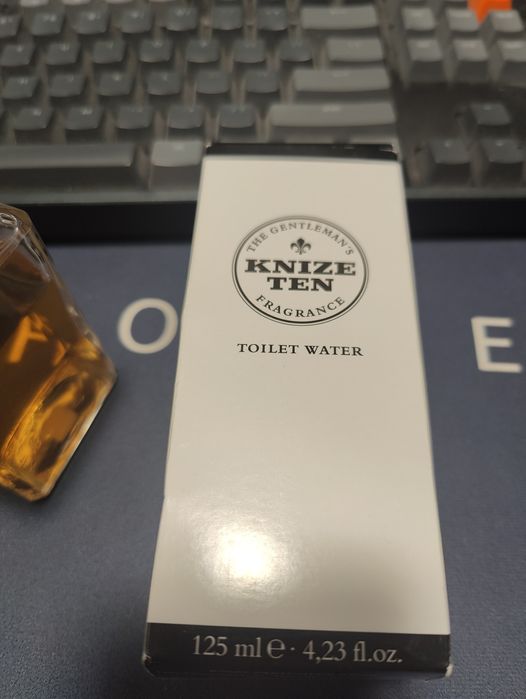 THE GENTLEMAN'S
KNIZE
TEN
FRAGRANCE
TOILET WATER
O
E
125 ml e · 4,23 fl.oz.